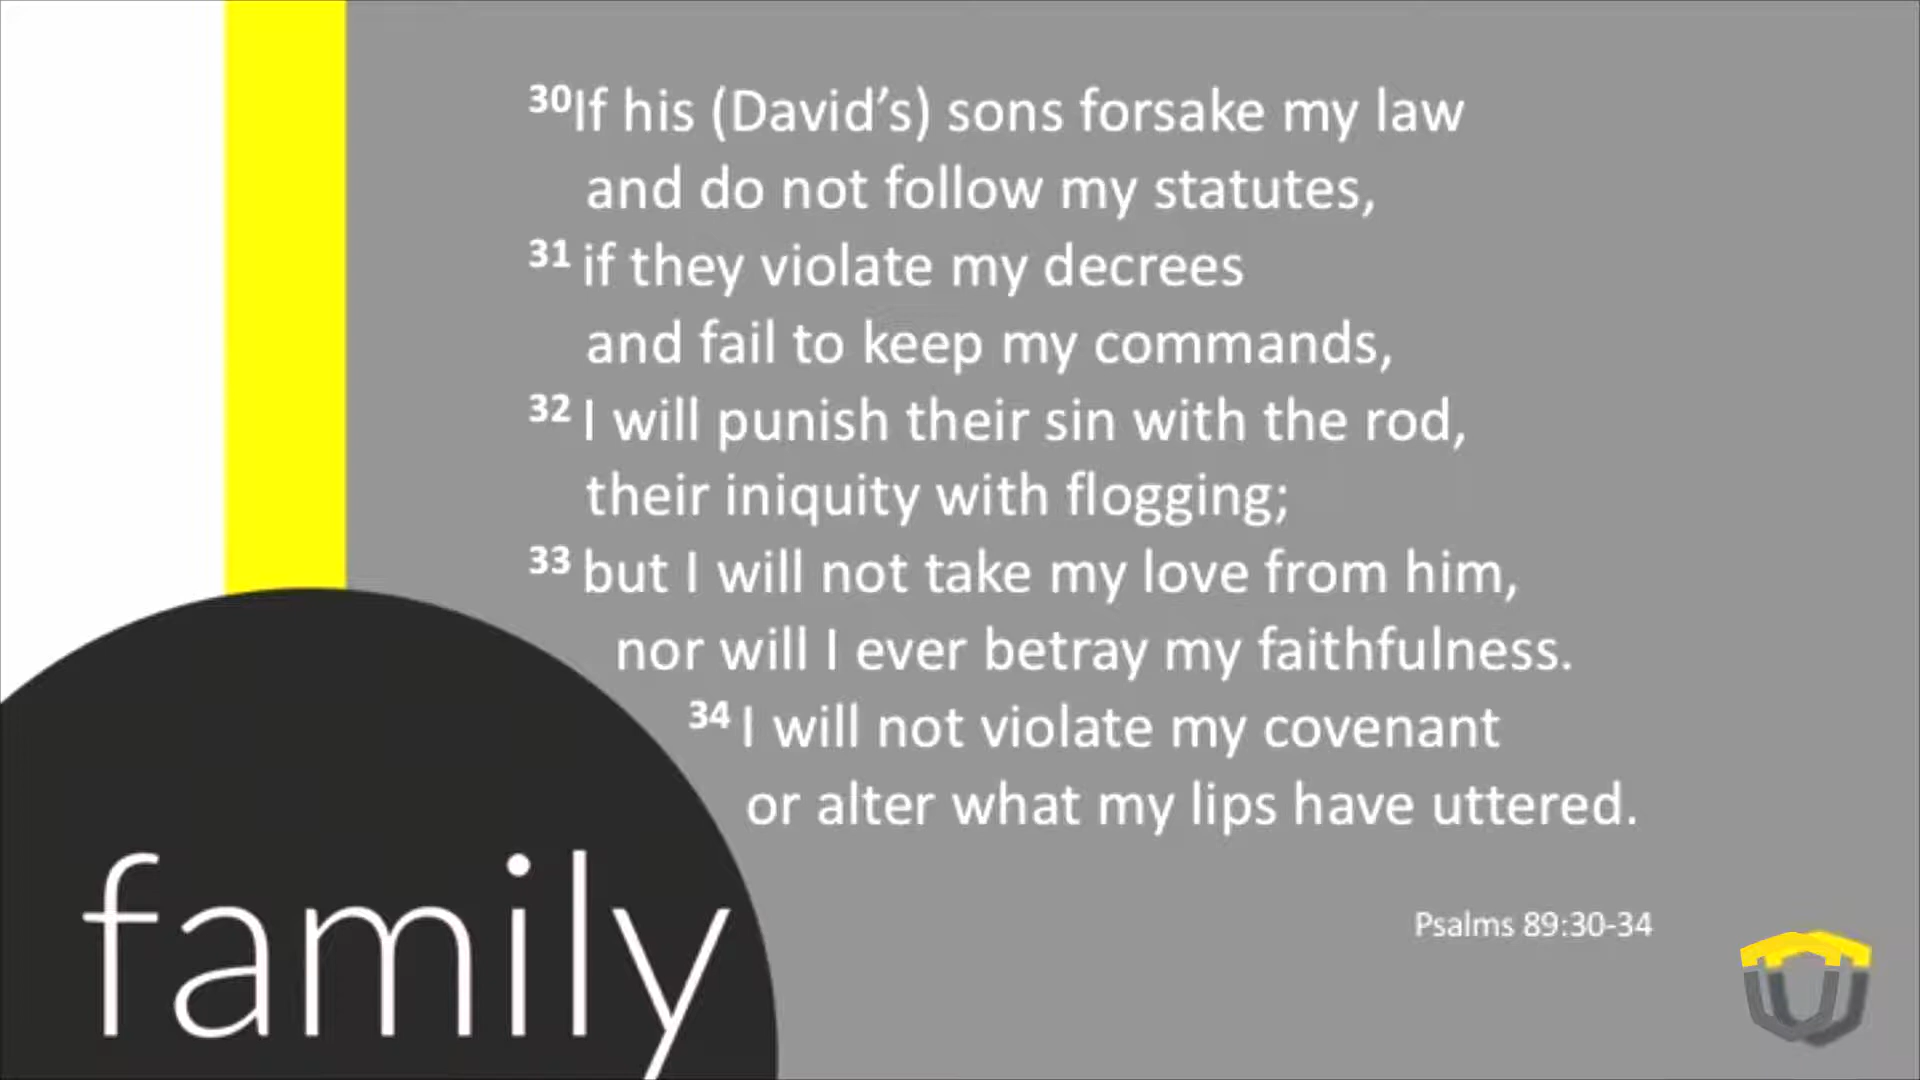 30If his (David’s) sons forsake my law
and do not follow my statutes,
31 if they violate my decrees
and fail to keep my commands,
32 I will punish their sin with the rod,
their iniquity with flogging;
33 but I will not take my love from him,
nor will I ever betray my faithfulness.
34 I will not violate my covenant
or alter what my lips have uttered.
Psalms 89:30-34
family